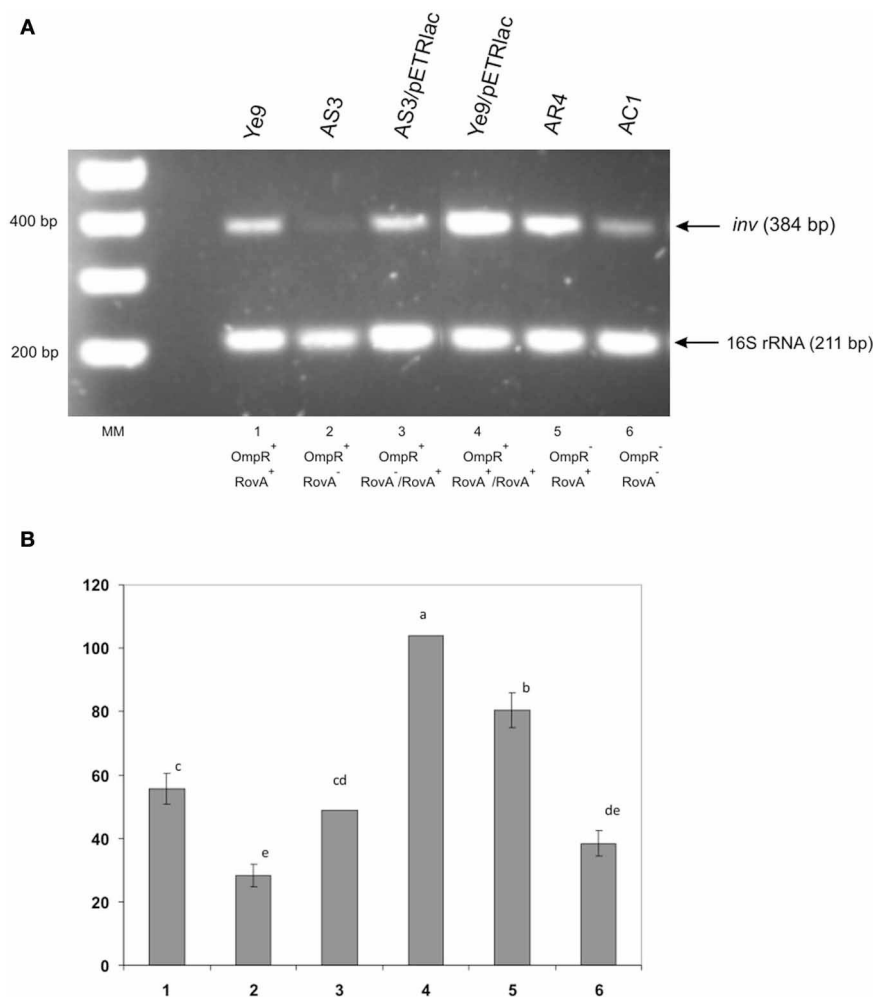 A
Ye9 AS3 AS3/pETRlac Ye9/pETRlac AR4 AC1
400 bp
inv (384 bp)
200 bp
16S rRNA (211 bp)
MM 1 2 3 4 5 6
OmpR+ OmpR+ OmpR+ OmpR+ OmpR- OmpR-
RovA+ RovA- RovA-/RovA+ RovA+/RovA+ RovA+ RovA-
B
120
100
80
60
40
20
0
c e cd a b de
1 2 3 4 5 6